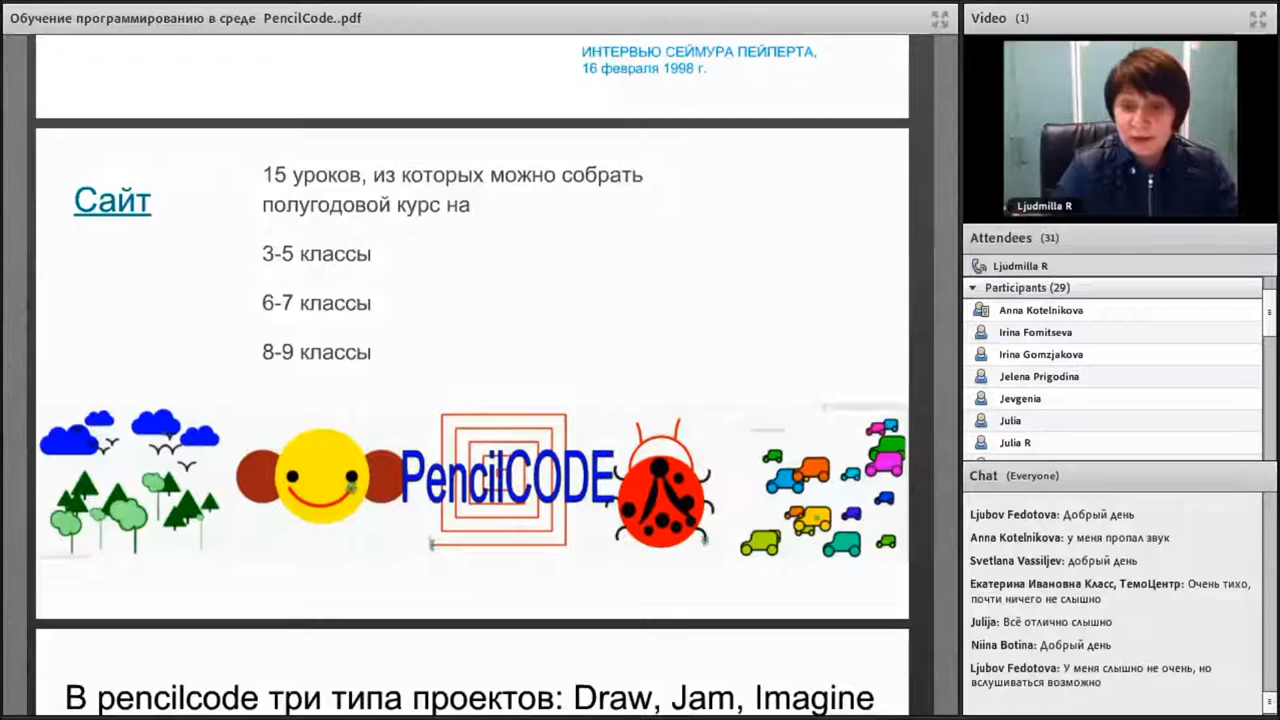 Обучение программированию в среде PencilCode..pdf
ИНТЕРВЬЮ СЕЙМУРА ПЕЙПЕРТА,
16 февраля 1998 г.
Сайт
15 уроков, из которых можно собрать
полугодовой курс на
3-5 классы
6-7 классы
8-9 классы
PencilCODE
В pencilcode три типа проектов: Draw, Jam, Imagine
Video (1)
Ljudmilla R
Attendees (31)
Ljudmilla R
Participants (29)
Anna Kotelnikova
Irina Fomitseva
Irina Gomzjakova
Jelena Prigodina
Jevgenia
Julia
Julia R
Chat (Everyone)
Ljubov Fedotova: Добрый день
Anna Kotelnikova: у меня пропал звук
Svetlana Vassiljev: добрый день
Екатерина Ивановна Класс, ТемоЦентр: Очень тихо,
почти ничего не слышно
Julija: Всё отлично слышно
Niina Botina: Добрый день
Ljubov Fedotova: У меня слышно не очень, но
вслушиваться возможно